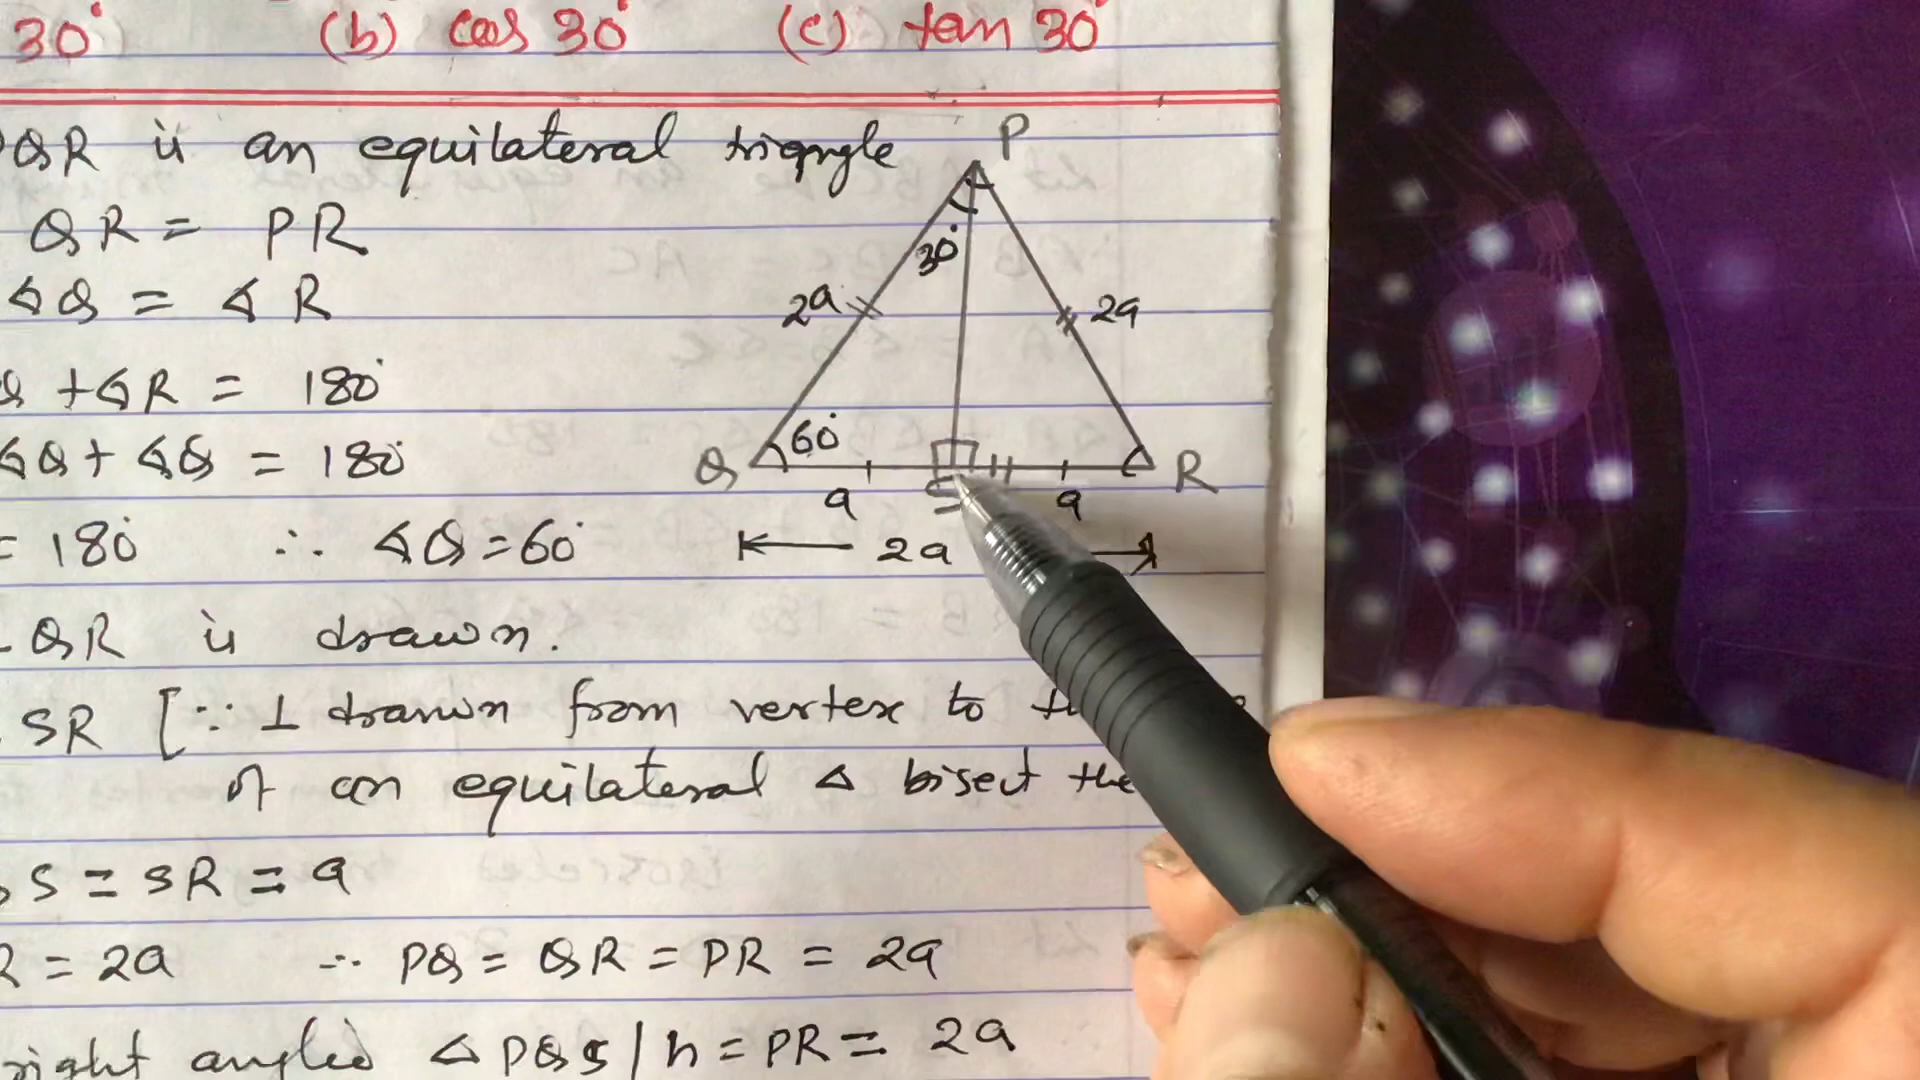 30° (b) cos 30° (c) tan 30°
QR is an equilateral triangle
QR = PR
∢Q = ∢R
+ ∢R = 180°
∢Q + ∢Q = 180°
= 180° ∴ ∢Q = 60°
QR is drawn.
SR [∵ ⊥ drawn from vertex to
of an equilateral △ bisect the
S = SR = a
R = 2a ∴ PQ = QR = PR = 2a
right angled △ PQS / h = PR = 2a
P
30°
2a 2a
60°
Q S R
a a
2a